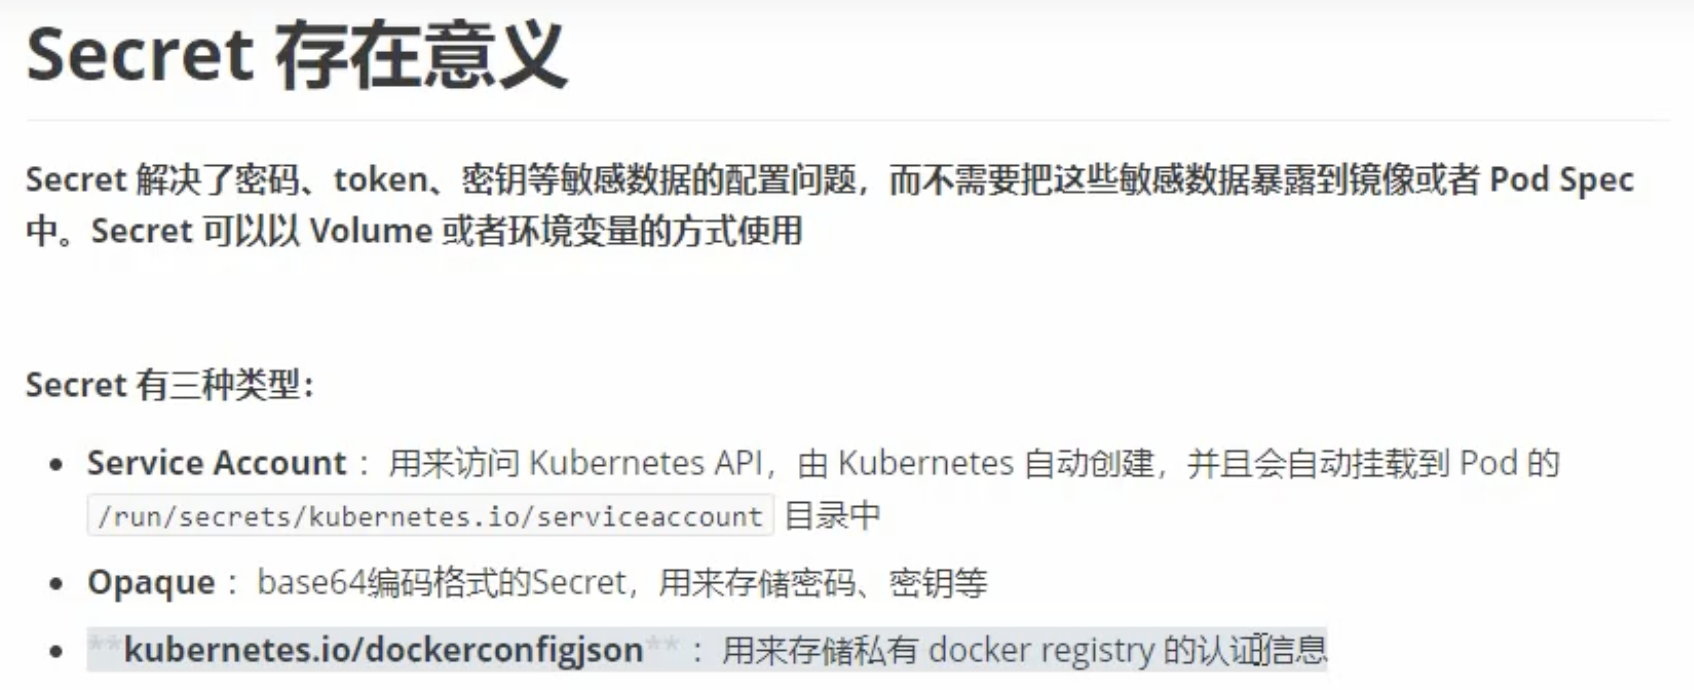 Secret 存在意义
Secret 解决了密码、token、密钥等敏感数据的配置问题，而不需要把这些敏感数据暴露到镜像或者 Pod Spec
中。Secret 可以以 Volume 或者环境变量的方式使用
Secret 有三种类型：
• Service Account ：用来访问 Kubernetes API，由 Kubernetes 自动创建，并且会自动挂载到 Pod 的
/run/secrets/kubernetes.io/serviceaccount 目录中
• Opaque ：base64编码格式的Secret，用来存储密码、密钥等
• **kubernetes.io/dockerconfigjson** ：用来存储私有 docker registry 的认证信息